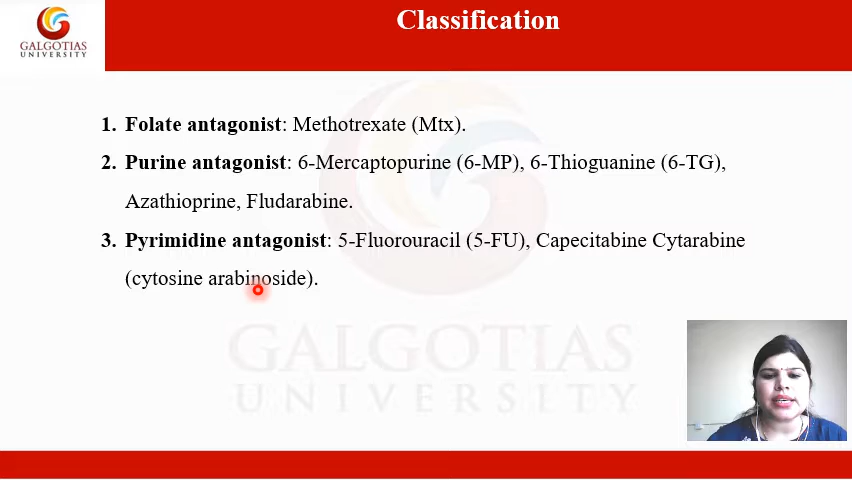 Classification
GALGOTIAS
UNIVERSITY
1. Folate antagonist: Methotrexate (Mtx).
2. Purine antagonist: 6-Mercaptopurine (6-MP), 6-Thioguanine (6-TG),
Azathioprine, Fludarabine.
3. Pyrimidine antagonist: 5-Fluorouracil (5-FU), Capecitabine Cytarabine
(cytosine arabinoside).
GALGOTIAS
UNIVERSITY